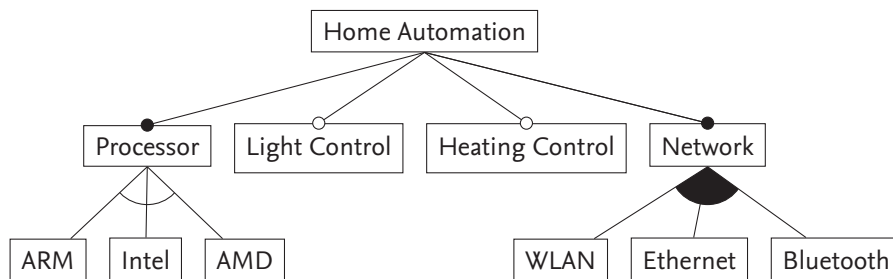 Home Automation
Processor
Light Control
Heating Control
Network
ARM
Intel
AMD
WLAN
Ethernet
Bluetooth